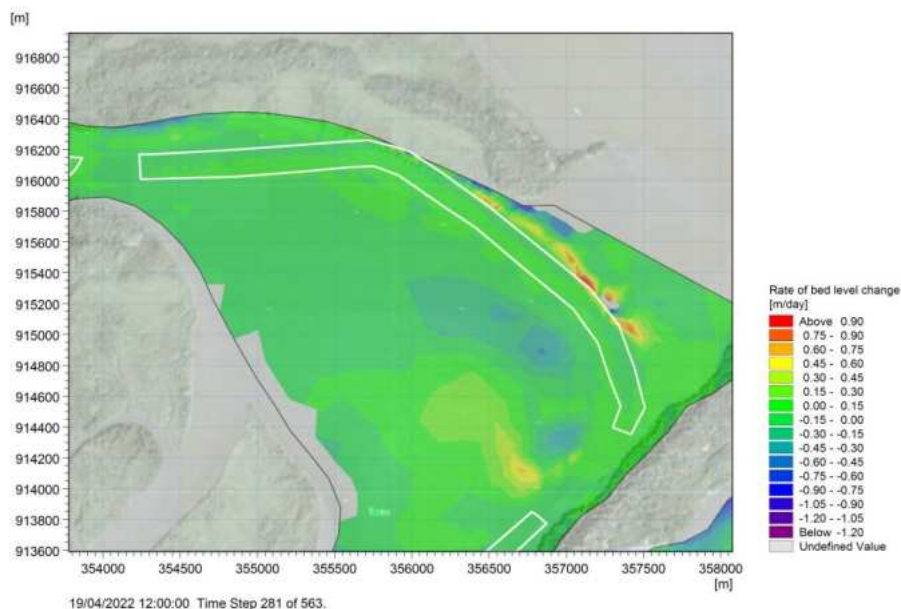 [m]
916800
916600
916400
916200
916000
915800
915600
915400
915200
915000
914800
914600
914400
914200
914000
913800
913600
354000 354500 355000 355500 356000 356500 357000 357500 358000
[m]
19/04/2022 12:00:00 Time Step 281 of 563.
Rate of bed level change
[m/day]
Above 0.90
0.75 - 0.90
0.60 - 0.75
0.45 - 0.60
0.30 - 0.45
0.15 - 0.30
0.00 - 0.15
-0.15 - 0.00
-0.30 - -0.15
-0.45 - -0.30
-0.60 - -0.45
-0.75 - -0.60
-0.90 - -0.75
-1.05 - -0.90
-1.20 - -1.05
Below -1.20
Undefined Value